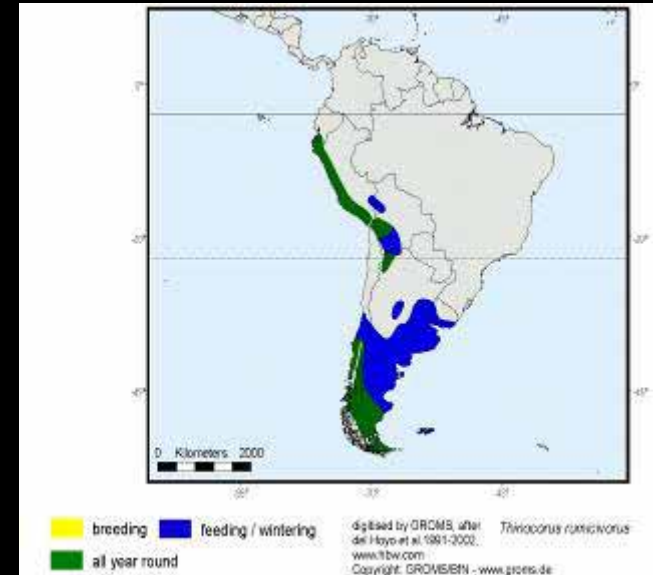 0 Kilometers 2000
breeding
feeding / wintering
all year round
digitised by GROMS, after
del Hoyo et al.1991-2002,
www.hbw.com
Copyright: GROMS/BfN - www.groms.de
Thinocorus rumicivorus